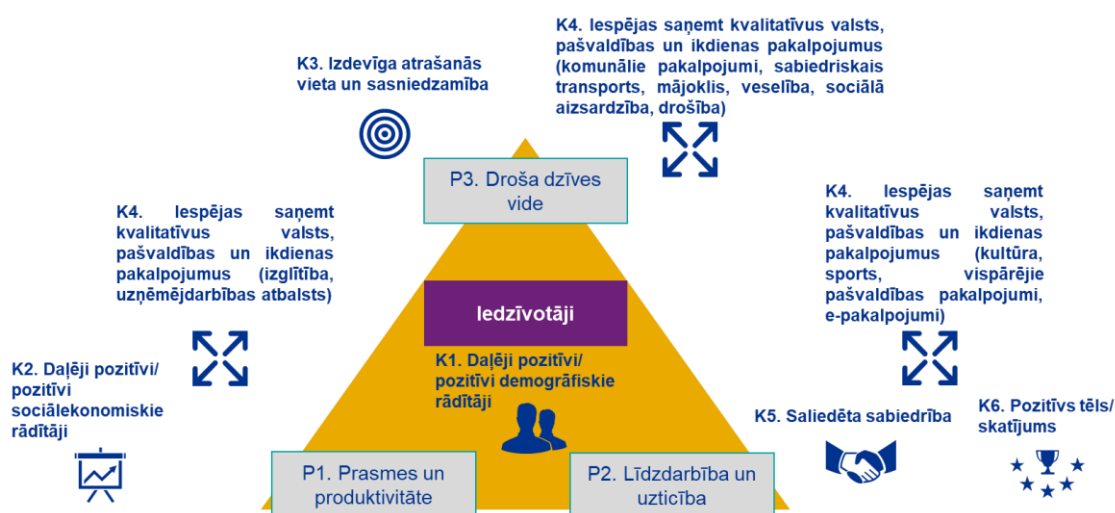 K3. Izdevīga atrašanās
vieta un sasniedzamība
K4. Iespējas saņemt kvalitatīvus valsts,
pašvaldības un ikdienas pakalpojumus
(komunālie pakalpojumi, sabiedriskais
transports, mājoklis, veselība, sociālā
aizsardzība, drošība)
P3. Droša dzīves
vide
K4. Iespējas saņemt
kvalitatīvus valsts,
pašvaldības un ikdienas
pakalpojumus (izglītība,
uzņēmējdarbības atbalsts)
K4. Iespējas saņemt
kvalitatīvus valsts,
pašvaldības un ikdienas
pakalpojumus (kultūra,
sports, vispārējie
pašvaldības pakalpojumi,
e-pakalpojumi)
Iedzīvotāji
K1. Daļēji pozitīvi/
pozitīvi demogrāfiskie
rādītāji
K2. Daļēji pozitīvi/
pozitīvi
sociālekonomiskie
rādītāji
K5. Saliedēta sabiedrība
K6. Pozitīvs tēls/
skatījums
P1. Prasmes un
produktivitāte
P2. Līdzdarbība un
uzticība